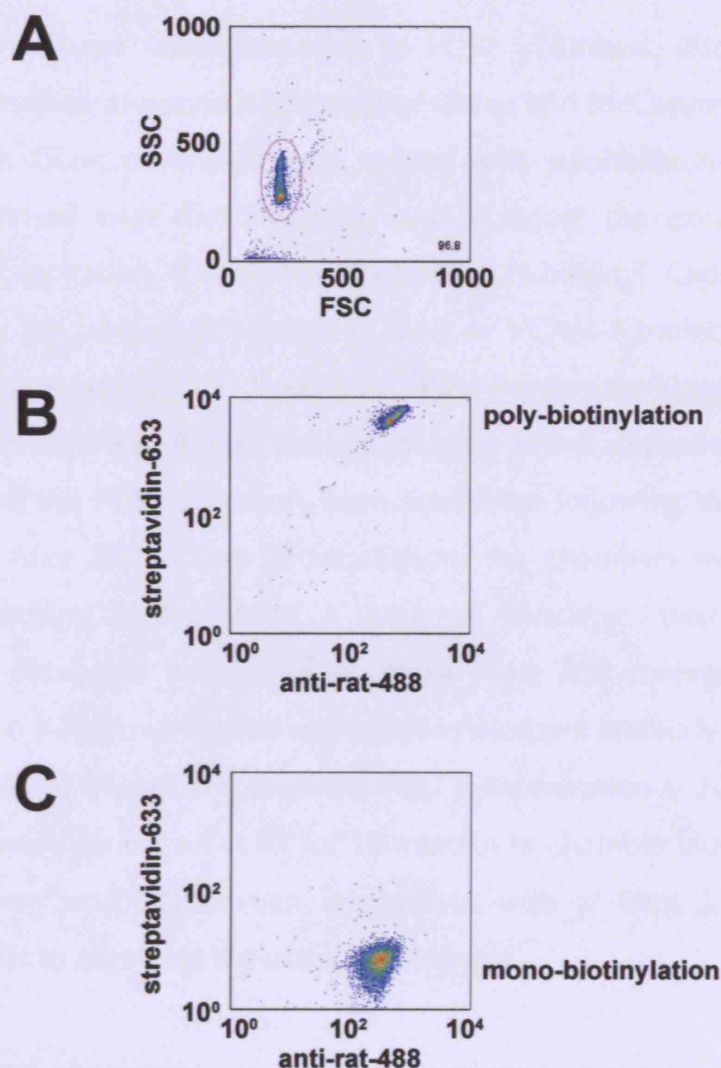 A
1000
SSC
500
96.8
0
0 500 1000
FSC
B
10⁴
poly-biotinylation
streptavidin-633
10²
10⁰
10⁰ 10² 10⁴
anti-rat-488
C
10⁴
streptavidin-633
10²
mono-biotinylation
10⁰
10⁰ 10² 10⁴
anti-rat-488